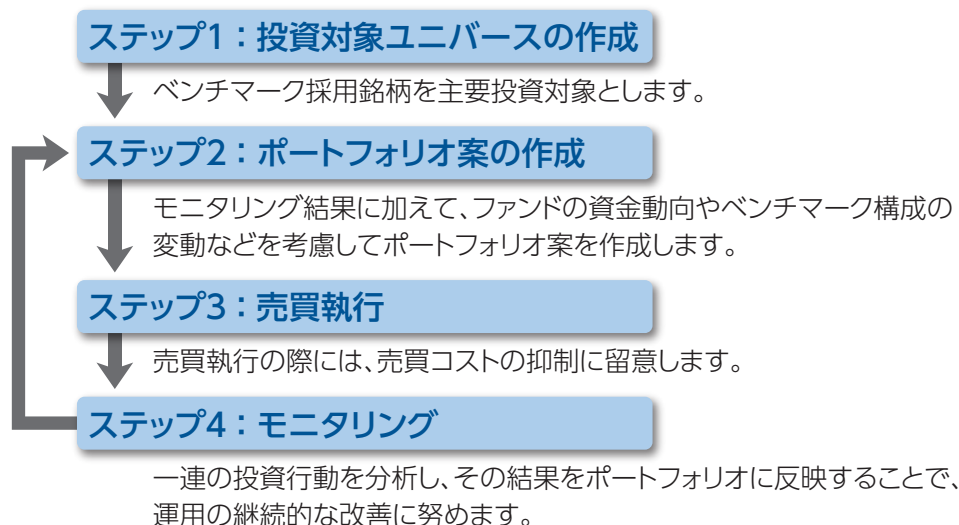 ステップ1：投資対象ユニバースの作成
ベンチマーク採用銘柄を主要投資対象とします。
ステップ2：ポートフォリオ案の作成
モニタリング結果に加えて、ファンドの資金動向やベンチマーク構成の
変動などを考慮してポートフォリオ案を作成します。
ステップ3：売買執行
売買執行の際には、売買コストの抑制に留意します。
ステップ4：モニタリング
一連の投資行動を分析し、その結果をポートフォリオに反映することで、
運用の継続的な改善に努めます。